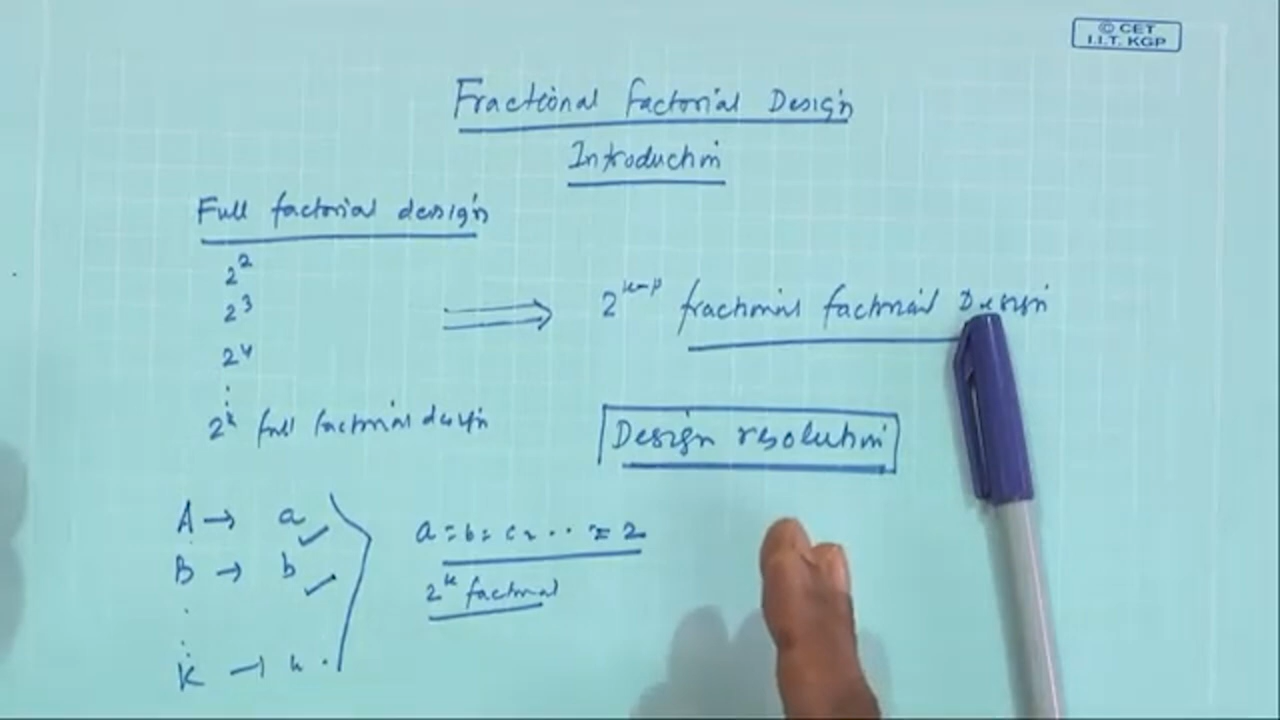 © CET
I.I.T. KGP
Fractional Factorial Design
Introduction
Full factorial design
2²
2³
2⁴
⋮
2ᵏ full factorial design
2ᵏ⁻ᵖ fractional factorial Design
Design resolution
A → a ✓
B → b ✓
⋮
K → k .
a = b = c = ... = 2
2ᵏ factorial